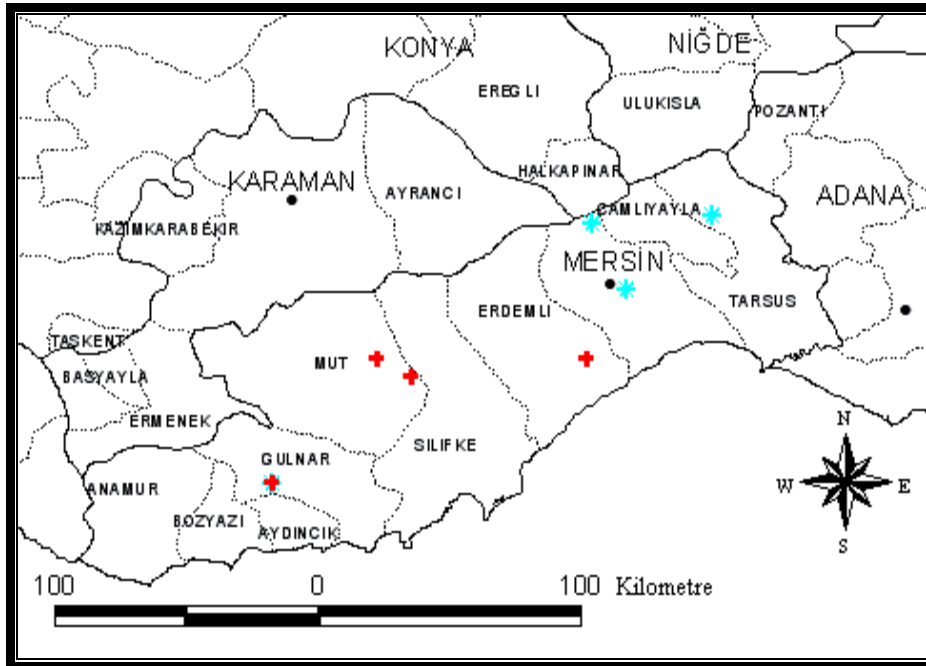 KONYA
NİĞDE
EREGLI
ULUKISLA
POZANTI
HALKAPINAR
KARAMAN
AYRANCI
CAMLIYAYLA
ADANA
KAZIMKARABEKIR
MERSİN
TARSUS
ERDEMLI
TASKENT
MUT
BASYAYLA
ERMENEK
SILIFKE
GULNAR
ANAMUR
BOZYAZI
AYDINCIK
N
W E
S
100 0 100 Kilometre